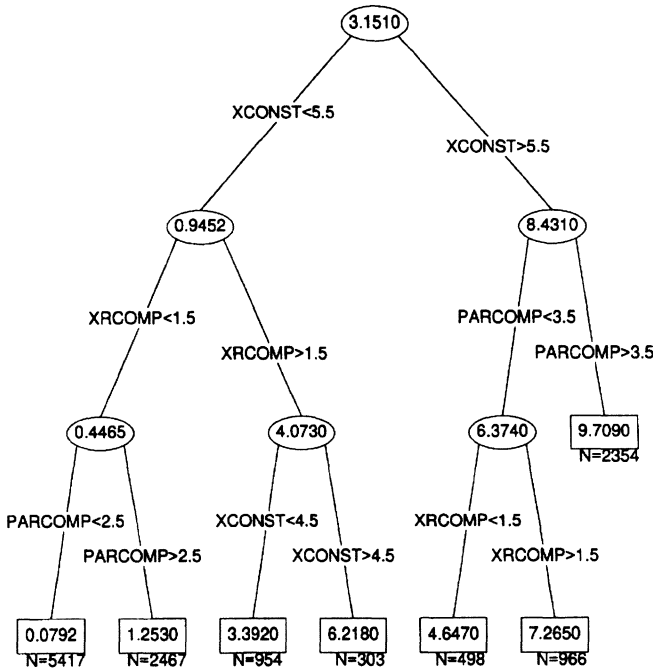 3.1510
XCONST<5.5
XCONST>5.5
0.9452
8.4310
XRCOMP<1.5
XRCOMP>1.5
PARCOMP<3.5
PARCOMP>3.5
0.4465
4.0730
6.3740
9.7090
N=2354
PARCOMP<2.5
PARCOMP>2.5
XCONST<4.5
XCONST>4.5
XRCOMP<1.5
XRCOMP>1.5
0.0792
1.2530
3.3920
6.2180
4.6470
7.2650
N=5417
N=2467
N=954
N=303
N=498
N=966